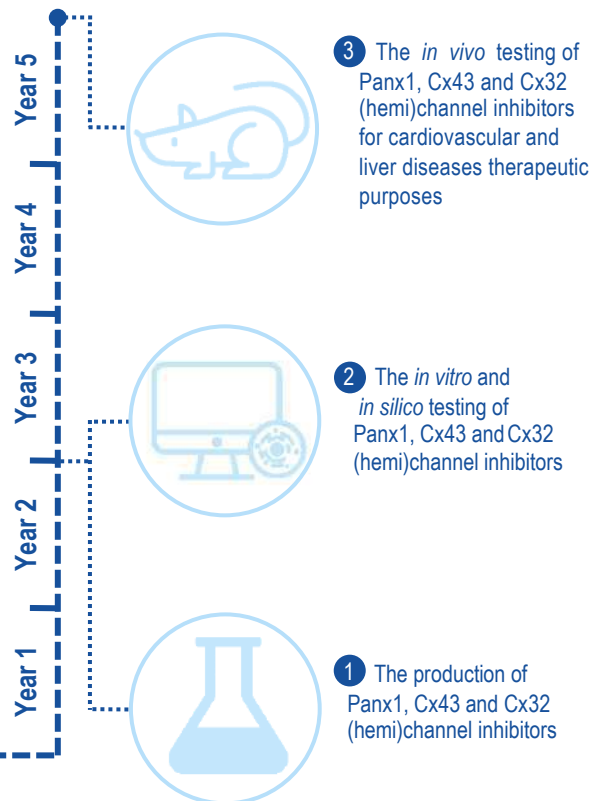 Year 5
3 The in vivo testing of
Panx1, Cx43 and Cx32
(hemi)channel inhibitors
for cardiovascular and
liver diseases therapeutic
purposes
Year 4
Year 3
2 The in vitro and
in silico testing of
Panx1, Cx43 and Cx32
(hemi)channel inhibitors
Year 2
Year 1
1 The production of
Panx1, Cx43 and Cx32
(hemi)channel inhibitors